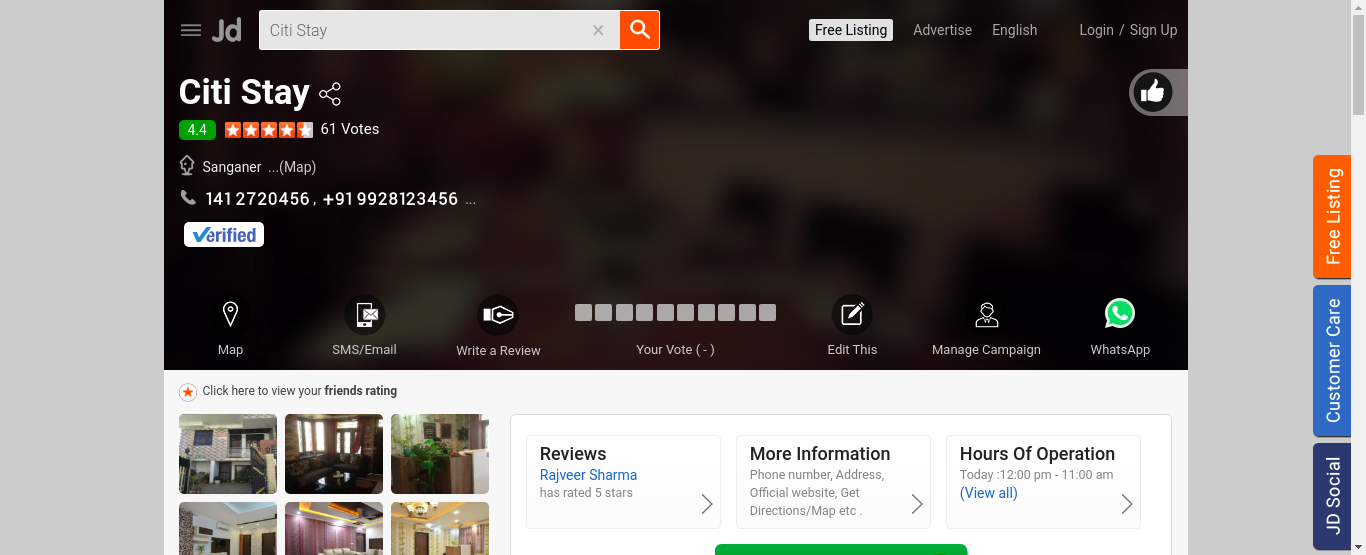 Jd
Citi Stay
Free Listing
Advertise
English
Login / Sign Up
Citi Stay
4.4
61 Votes
Sanganer ...(Map)
141 2720456 , +91 9928123456 ...
Verified
Map
SMS/Email
Write a Review
Your Vote ( - )
Edit This
Manage Campaign
WhatsApp
Click here to view your friends rating
Reviews
Rajveer Sharma
has rated 5 stars
More Information
Phone number, Address,
Official website, Get
Directions/Map etc .
Hours Of Operation
Today :12:00 pm - 11:00 am
(View all)
Free Listing
Customer Care
JD Social